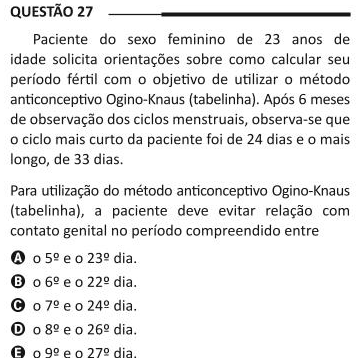 QUESTÃO 27
Paciente do sexo feminino de 23 anos de
idade solicita orientações sobre como calcular seu
período fértil com o objetivo de utilizar o método
anticonceptivo Ogino-Knaus (tabelinha). Após 6 meses
de observação dos ciclos menstruais, observa-se que
o ciclo mais curto da paciente foi de 24 dias e o mais
longo, de 33 dias.
Para utilização do método anticonceptivo Ogino-Knaus
(tabelinha), a paciente deve evitar relação com
contato genital no período compreendido entre
A o 5º e o 23º dia.
B o 6º e o 22º dia.
C o 7º e o 24º dia.
D o 8º e o 26º dia.
E o 9º e o 27º dia.